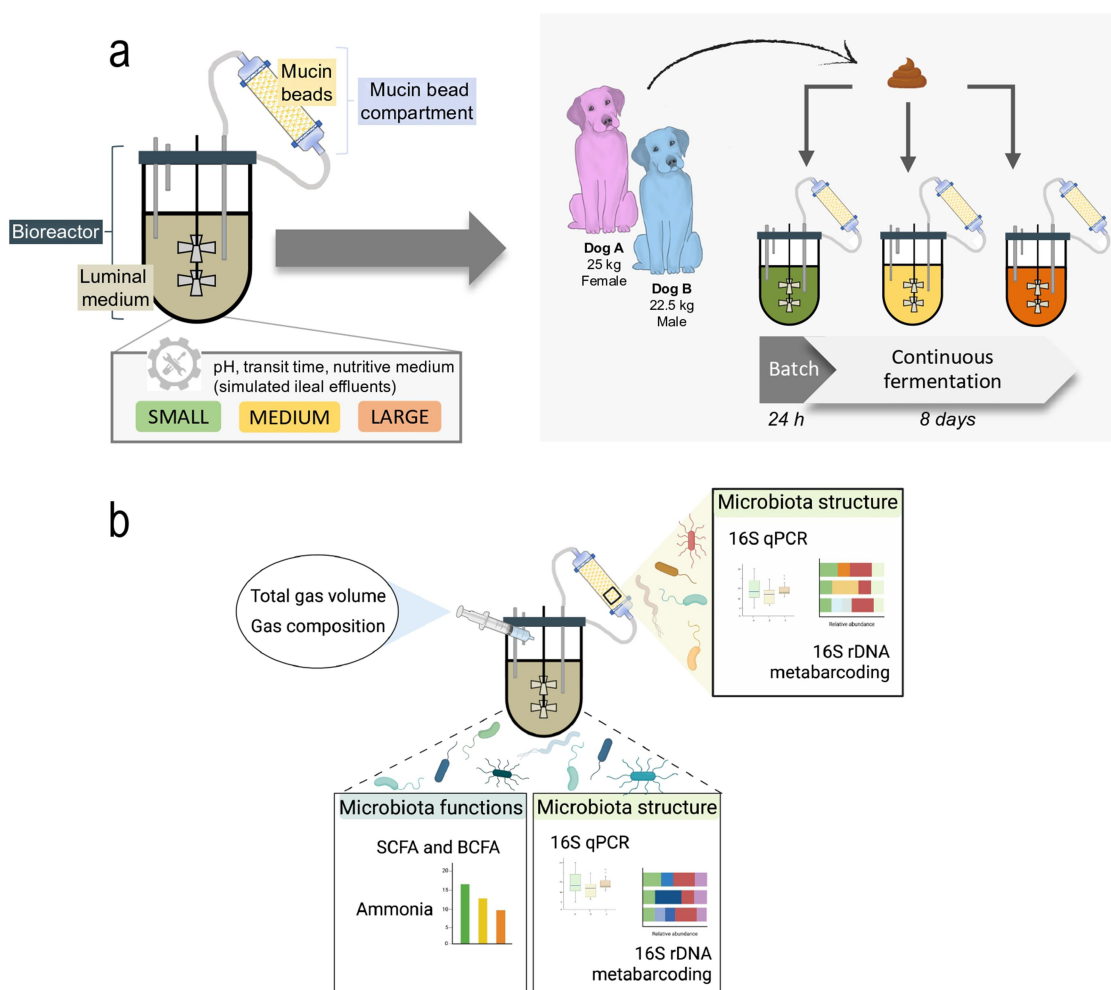 a
Mucin
beads
Mucin bead
compartment
Bioreactor
Luminal
medium
pH, transit time, nutritive medium
(simulated ileal effluents)
SMALL
MEDIUM
LARGE
Dog A
25 kg
Female
Dog B
22.5 kg
Male
Batch
Continuous
fermentation
24 h
8 days
b
Total gas volume
Gas composition
Microbiota structure
16S qPCR
Relative abundance
16S rDNA
metabarcoding
Microbiota functions
SCFA and BCFA
Ammonia
20
15
10
5
0
Microbiota structure
16S qPCR
Relative abundance
16S rDNA
metabarcoding